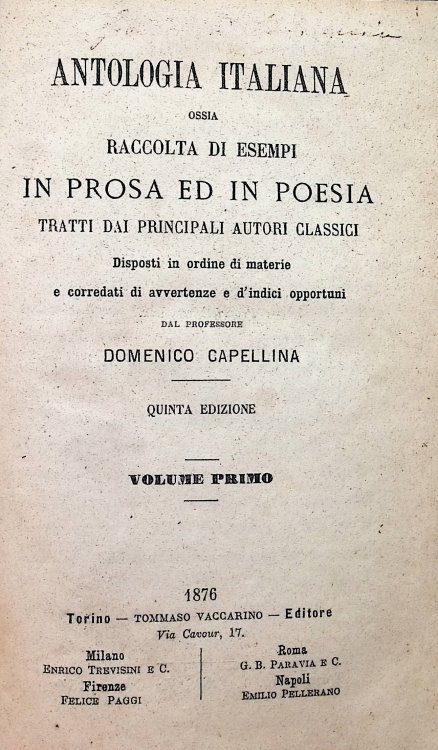 ANTOLOGIA ITALIANA
OSSIA
RACCOLTA DI ESEMPI
IN PROSA ED IN POESIA
TRATTI DAI PRINCIPALI AUTORI CLASSICI
Disposti in ordine di materie
e corredati di avvertenze e d'indici opportuni
DAL PROFESSORE
DOMENICO CAPELLINA
QUINTA EDIZIONE
VOLUME PRIMO
1876
Torino — TOMMASO VACCARINO — Editore
Via Cavour, 17.
Milano
ENRICO TREVISINI E C.
Firenze
FELICE PAGGI
Roma
G. B. PARAVIA E C.
Napoli
EMILIO PELLERANO